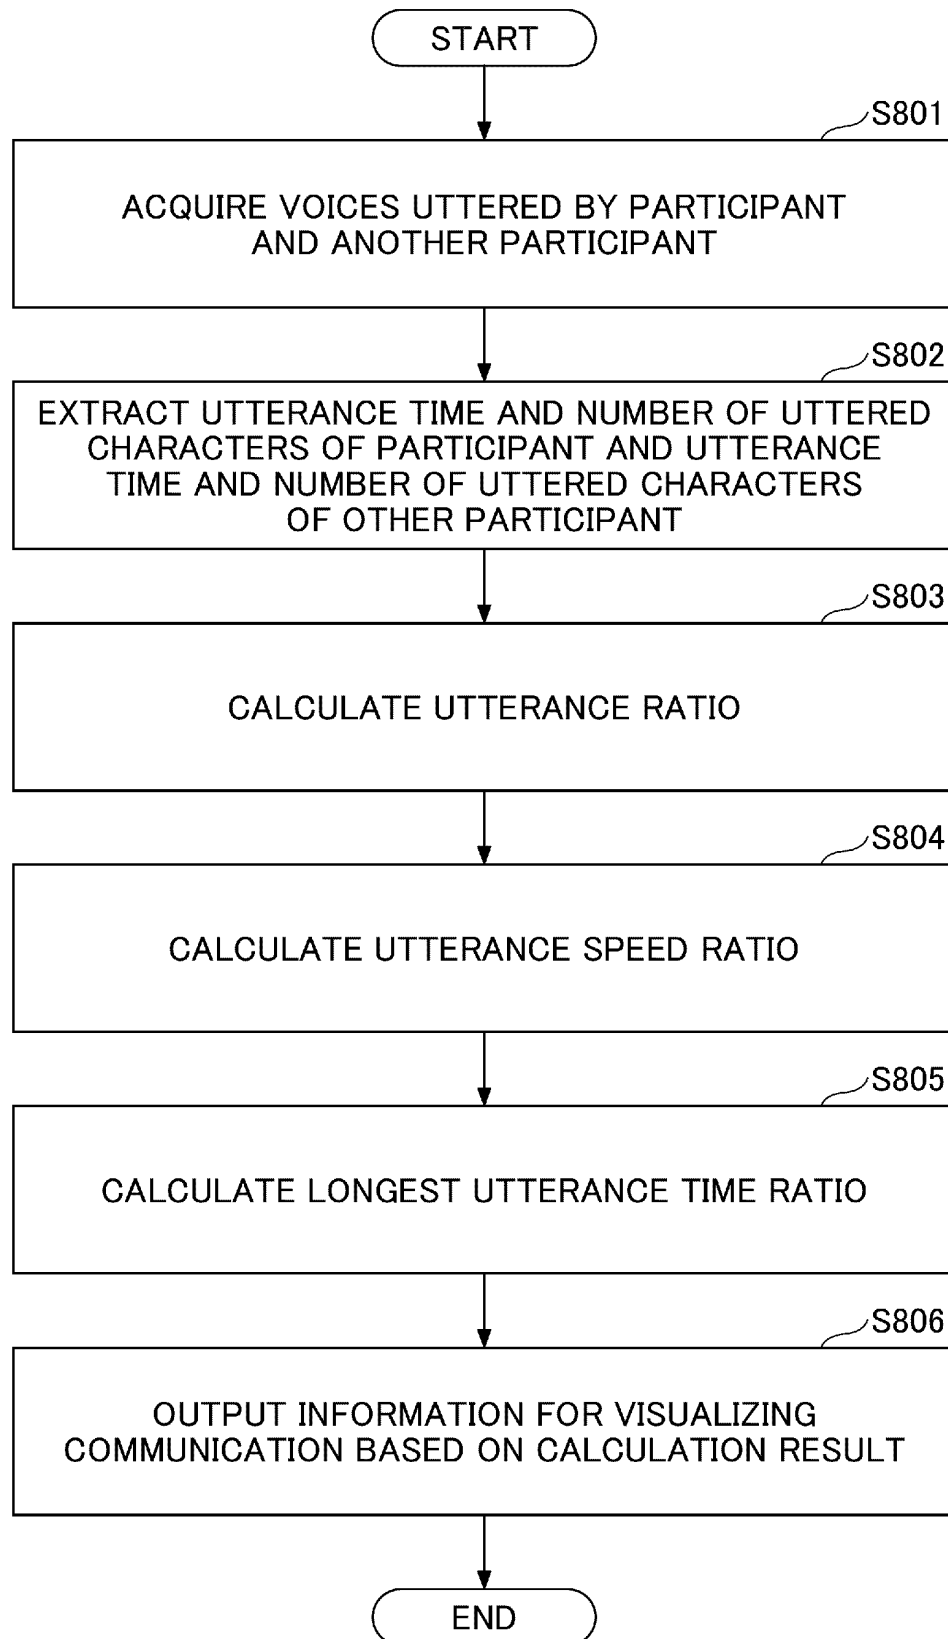 START
S801
ACQUIRE VOICES UTTERED BY PARTICIPANT
AND ANOTHER PARTICIPANT
S802
EXTRACT UTTERANCE TIME AND NUMBER OF UTTERED
CHARACTERS OF PARTICIPANT AND UTTERANCE
TIME AND NUMBER OF UTTERED CHARACTERS
OF OTHER PARTICIPANT
S803
CALCULATE UTTERANCE RATIO
S804
CALCULATE UTTERANCE SPEED RATIO
S805
CALCULATE LONGEST UTTERANCE TIME RATIO
S806
OUTPUT INFORMATION FOR VISUALIZING
COMMUNICATION BASED ON CALCULATION RESULT
END